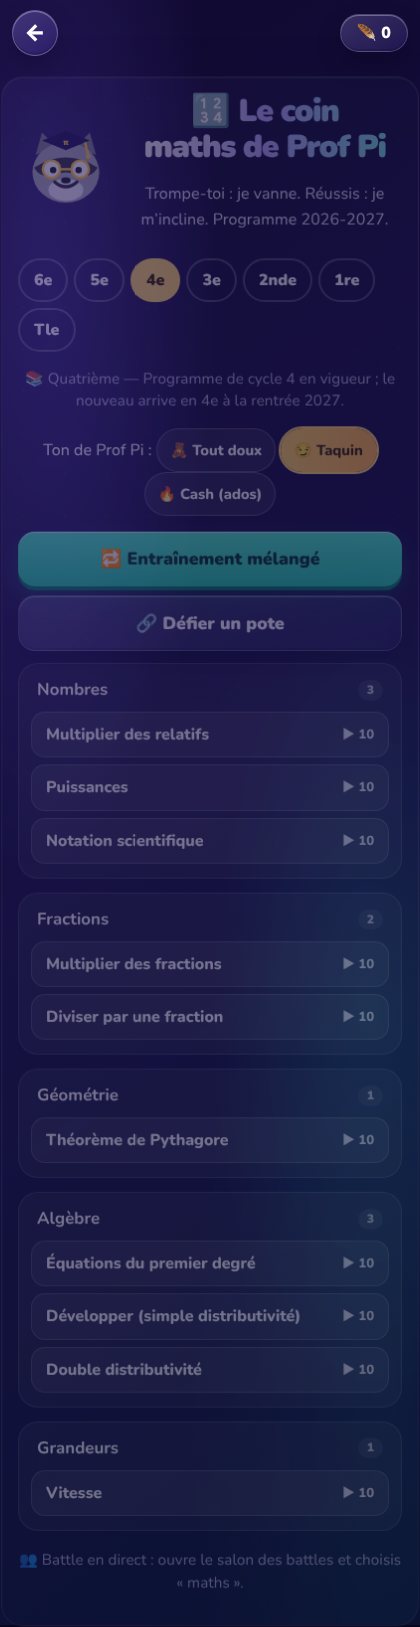 ← 🪶 0
🔢 Le coin
maths de Prof Pi
Trompe-toi : je vanne. Réussis : je
m'incline. Programme 2026-2027.
6e 5e 4e 3e 2nde 1re
Tle
📚 Quatrième — Programme de cycle 4 en vigueur ; le
nouveau arrive en 4e à la rentrée 2027.
Ton de Prof Pi : 🧸 Tout doux 😏 Taquin
🔥 Cash (ados)
🔁 Entraînement mélangé
🔗 Défier un pote
Nombres 3
Multiplier des relatifs ▶ 10
Puissances ▶ 10
Notation scientifique ▶ 10
Fractions 2
Multiplier des fractions ▶ 10
Diviser par une fraction ▶ 10
Géométrie 1
Théorème de Pythagore ▶ 10
Algèbre 3
Équations du premier degré ▶ 10
Développer (simple distributivité) ▶ 10
Double distributivité ▶ 10
Grandeurs 1
Vitesse ▶ 10
👥 Battle en direct : ouvre le salon des battles et choisis
« maths ».